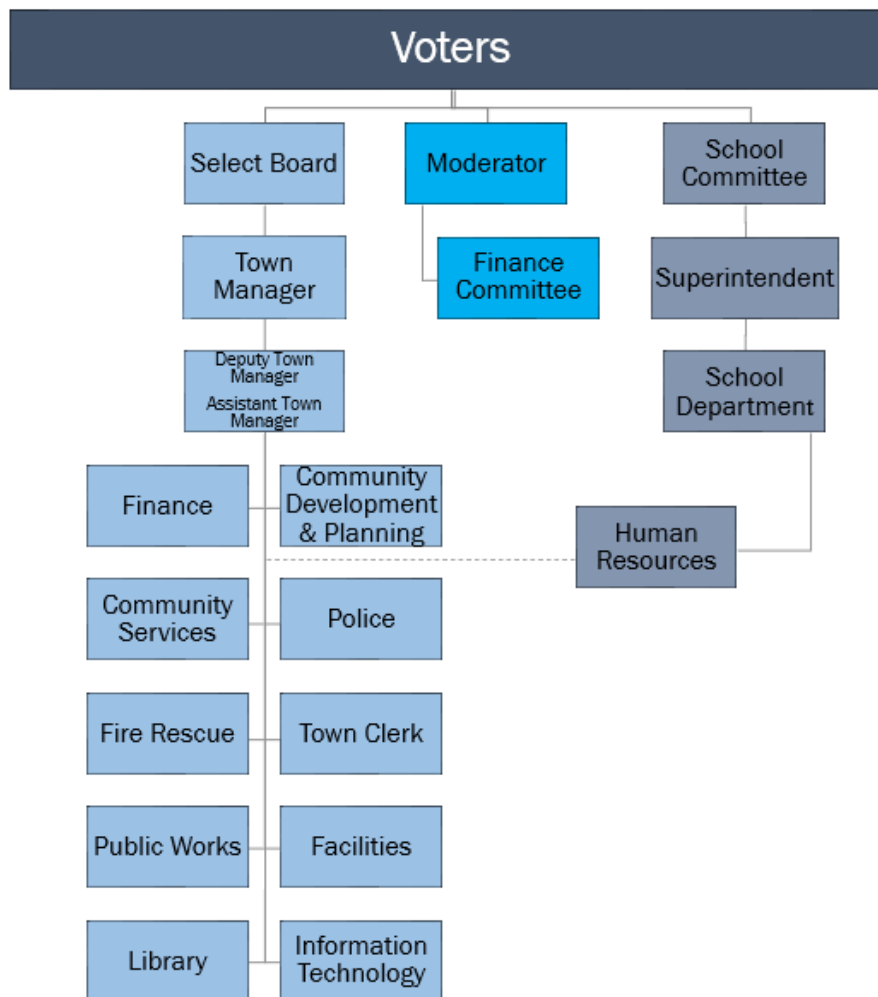 Voters
Select Board
Moderator
School
Committee
Town
Manager
Finance
Committee
Superintendent
Deputy Town
Manager
Assistant Town
Manager
School
Department
Finance
Community
Development
& Planning
Human
Resources
Community
Services
Police
Fire Rescue
Town Clerk
Public Works
Facilities
Library
Information
Technology